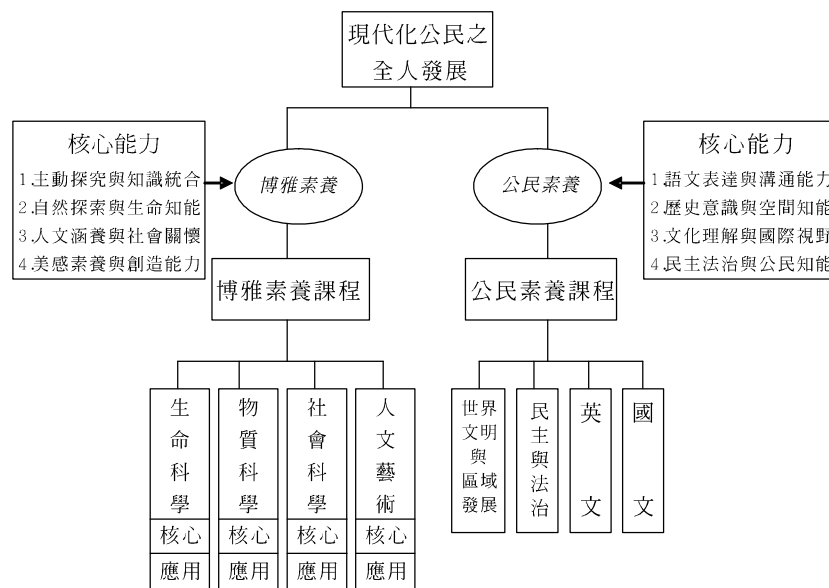 現代化公民之
全人發展
核心能力
1.主動探究與知識統合
2.自然探索與生命知能
3.人文涵養與社會關懷
4.美感素養與創造能力
博雅素養
公民素養
核心能力
1.語文表達與溝通能力
2.歷史意識與空間知能
3.文化理解與國際視野
4.民主法治與公民知能
博雅素養課程
公民素養課程
生命科學
核心
應用
物質科學
核心
應用
社會科學
核心
應用
人文藝術
核心
應用
世界
文明
與
區域
發展
民主與法治
英文
國文